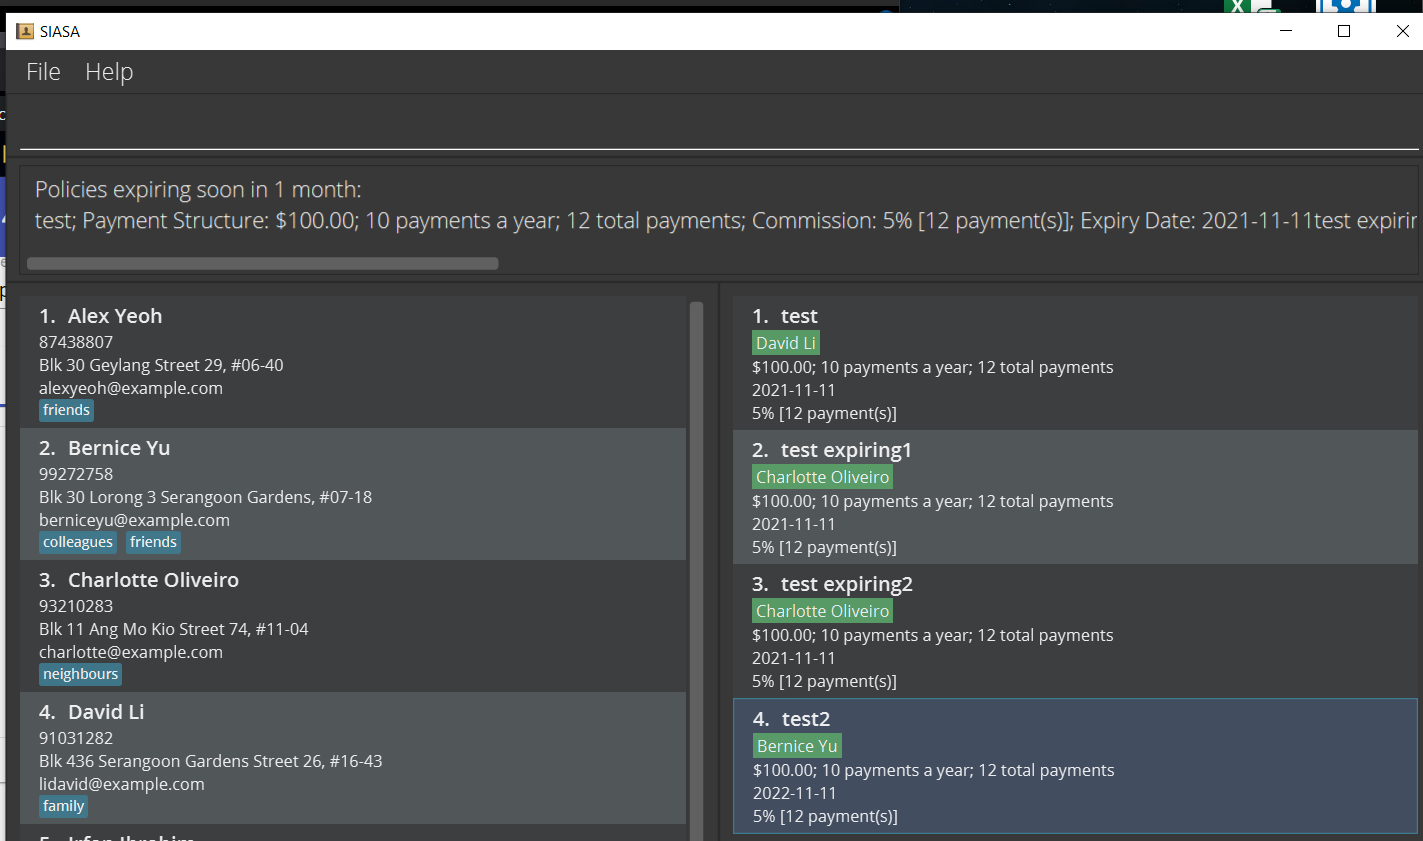 SIASA
File Help
Policies expiring soon in 1 month:
test; Payment Structure: $100.00; 10 payments a year; 12 total payments; Commission: 5% [12 payment(s)]; Expiry Date: 2021-11-11test expirin
1. Alex Yeoh
87438807
Blk 30 Geylang Street 29, #06-40
alexyeoh@example.com
friends
2. Bernice Yu
99272758
Blk 30 Lorong 3 Serangoon Gardens, #07-18
berniceyu@example.com
colleagues friends
3. Charlotte Oliveiro
93210283
Blk 11 Ang Mo Kio Street 74, #11-04
charlotte@example.com
neighbours
4. David Li
91031282
Blk 436 Serangoon Gardens Street 26, #16-43
lidavid@example.com
family
5. Irfan Ibrahim
1. test
David Li
$100.00; 10 payments a year; 12 total payments
2021-11-11
5% [12 payment(s)]
2. test expiring1
Charlotte Oliveiro
$100.00; 10 payments a year; 12 total payments
2021-11-11
5% [12 payment(s)]
3. test expiring2
Charlotte Oliveiro
$100.00; 10 payments a year; 12 total payments
2021-11-11
5% [12 payment(s)]
4. test2
Bernice Yu
$100.00; 10 payments a year; 12 total payments
2022-11-11
5% [12 payment(s)]